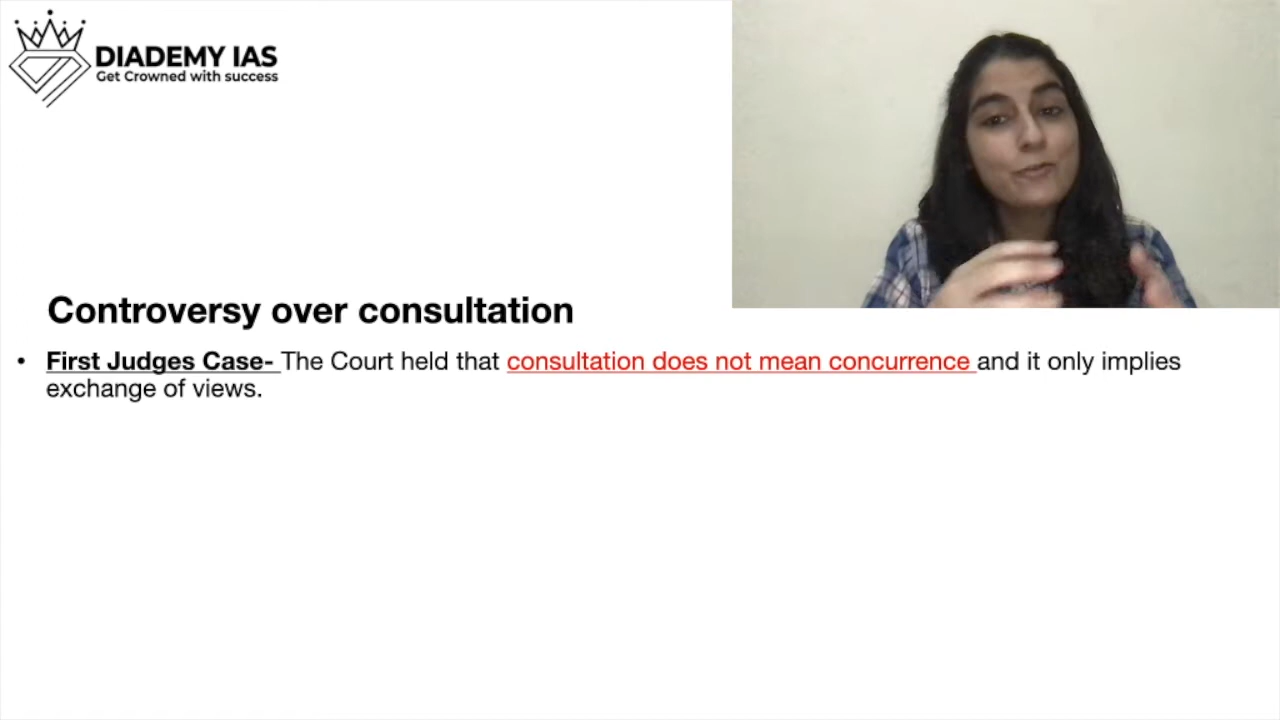 DIADEMY IAS
Get Crowned with success
Controversy over consultation
• First Judges Case- The Court held that consultation does not mean concurrence and it only implies
exchange of views.